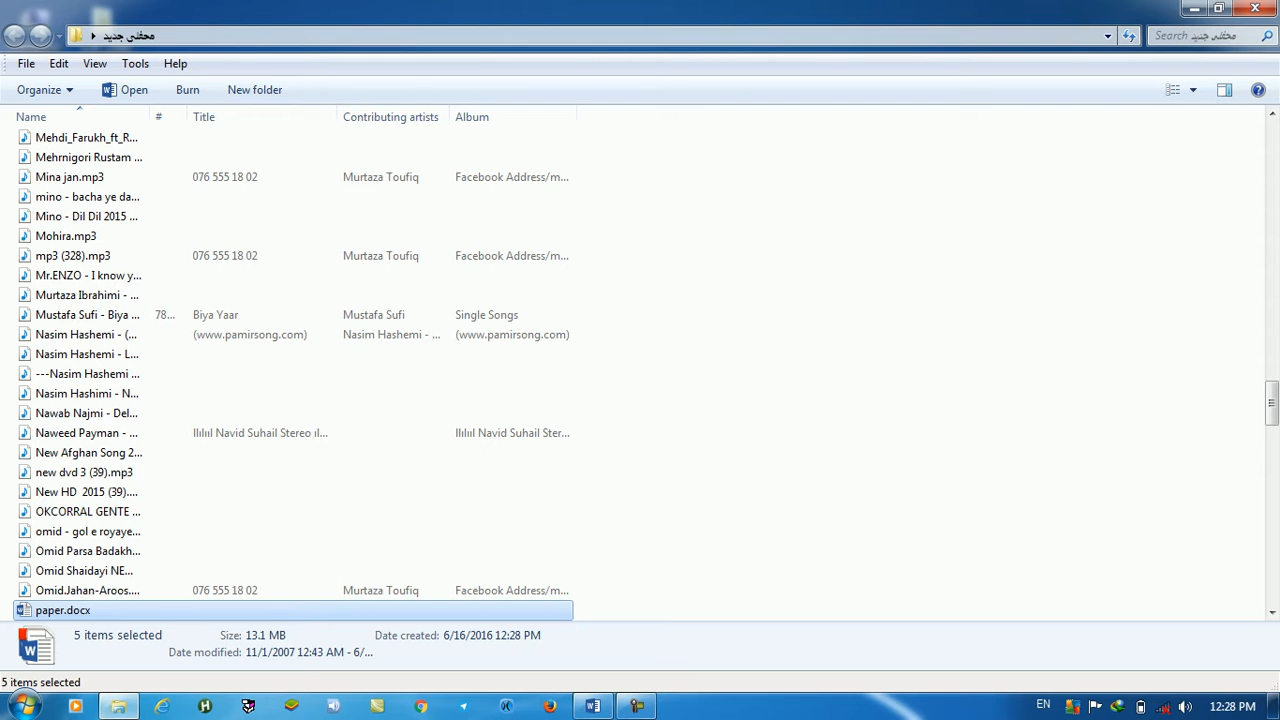 محفلی جدید
Search محفلی جدید
File Edit View Tools Help
Organize Open Burn New folder
Name # Title Contributing artists Album
Mehdi_Farukh_ft_R...
Mehrnigori Rustam ...
Mina jan.mp3 076 555 18 02 Murtaza Toufiq Facebook Address/m...
mino - bacha ye da...
Mino - Dil Dil 2015 ...
Mohira.mp3
mp3 (328).mp3 076 555 18 02 Murtaza Toufiq Facebook Address/m...
Mr.ENZO - I know y...
Murtaza Ibrahimi - ...
Mustafa Sufi - Biya ... 78... Biya Yaar Mustafa Sufi Single Songs
Nasim Hashemi - (... (www.pamirsong.com) Nasim Hashemi - ... (www.pamirsong.com)
Nasim Hashemi - L...
---Nasim Hashemi ...
Nasim Hashimi - N...
Nawab Najmi - Del...
Naweed Payman - ... Navid Suhail Stereo Navid Suhail Ster...
New Afghan Song 2...
new dvd 3 (39).mp3
New HD 2015 (39)....
OKCORRAL GENTE ...
omid - gol e royaye...
Omid Parsa Badakh...
Omid Shaidayi NE...
Omid.Jahan-Aroos.... 076 555 18 02 Murtaza Toufiq Facebook Address/m...
paper.docx
5 items selected Size: 13.1 MB Date created: 6/16/2016 12:28 PM
Date modified: 11/1/2007 12:43 AM - 6/...
5 items selected
EN 12:28 PM